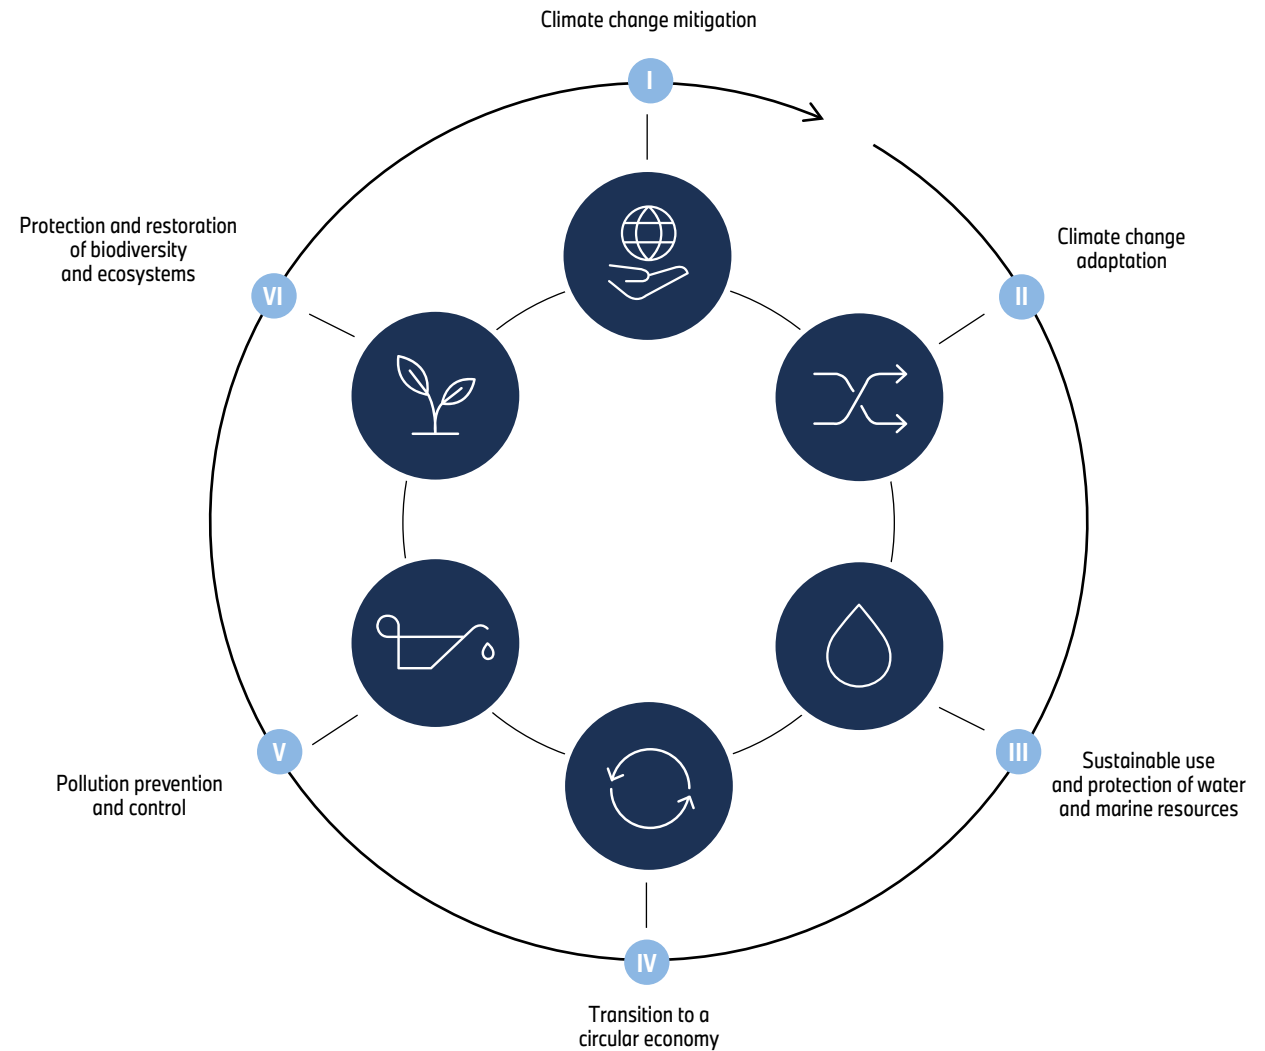 Climate change mitigation
I
Climate change
adaptation
II
Sustainable use
and protection of water
and marine resources
III
Transition to a
circular economy
IV
Pollution prevention
and control
V
Protection and restoration
of biodiversity
and ecosystems
VI